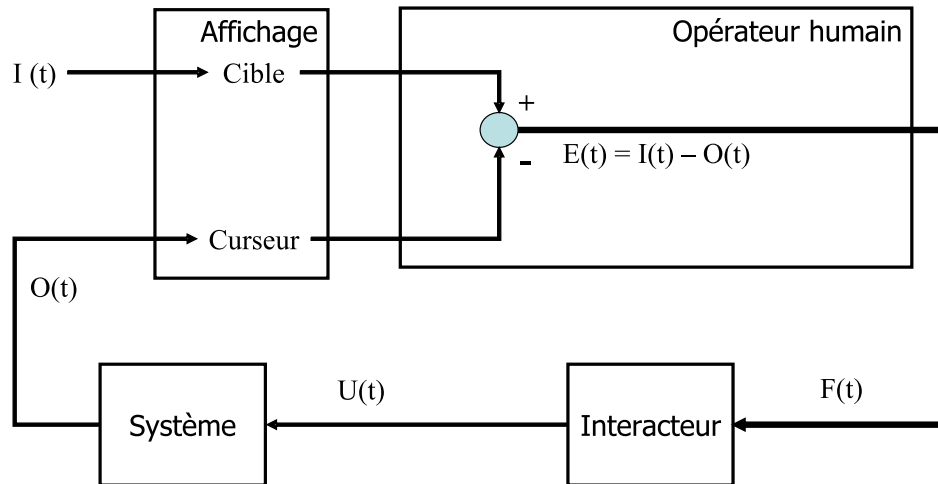 Affichage
Opérateur humain
I (t)
Cible
+
E(t) = I(t) – O(t)
-
Curseur
O(t)
U(t)
F(t)
Système
Interacteur